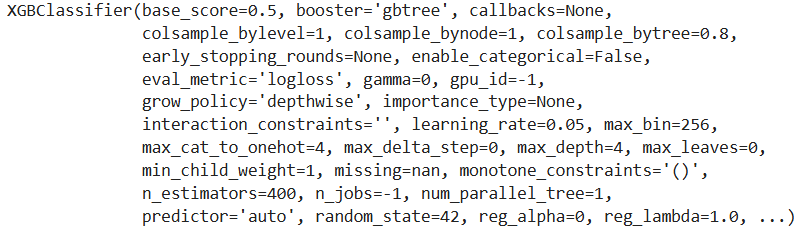 XGBClassifier(base_score=0.5, booster='gbtree', callbacks=None,
colsample_bylevel=1, colsample_bynode=1, colsample_bytree=0.8,
early_stopping_rounds=None, enable_categorical=False,
eval_metric='logloss', gamma=0, gpu_id=-1,
grow_policy='depthwise', importance_type=None,
interaction_constraints='', learning_rate=0.05, max_bin=256,
max_cat_to_onehot=4, max_delta_step=0, max_depth=4, max_leaves=0,
min_child_weight=1, missing=nan, monotone_constraints='()',
n_estimators=400, n_jobs=-1, num_parallel_tree=1,
predictor='auto', random_state=42, reg_alpha=0, reg_lambda=1.0, ...)